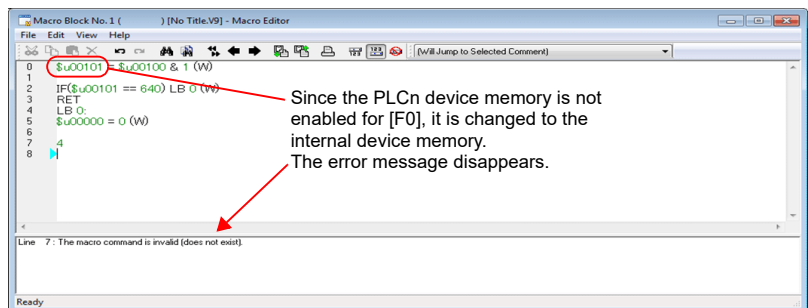 Macro Block No. 1 (          ) [No Title.V9] - Macro Editor
File Edit View Help
(Will Jump to Selected Comment)
0 $u00101 = $u00100 & 1 (W)
1
2 IF($u00101 == 640) LB 0 (W)
3 RET
4 LB 0:
5 $u00000 = 0 (W)
6
7 4
8
Since the PLCn device memory is not
enabled for [F0], it is changed to the
internal device memory.
The error message disappears.
Line 7 : The macro command is invalid (does not exist).
Ready